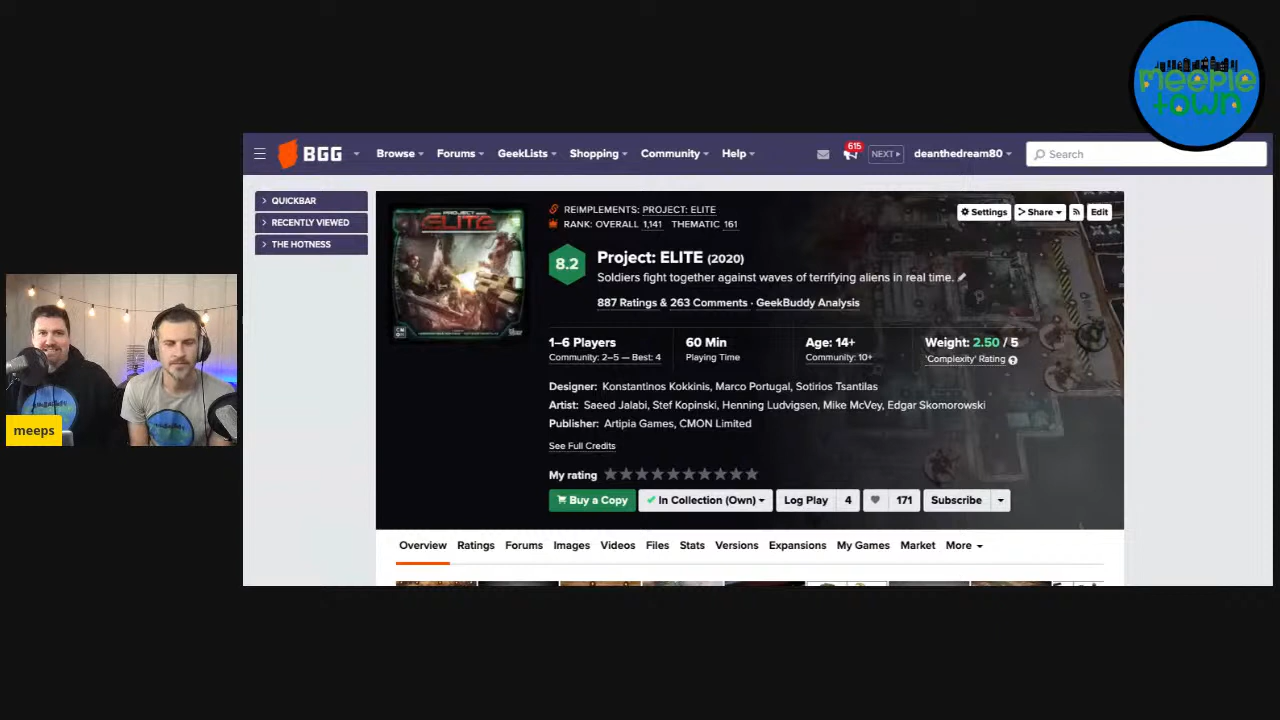 meeple
town
BGG
Browse
Forums
GeekLists
Shopping
Community
Help
615
NEXT
deanthedream80
Search
QUICKBAR
RECENTLY VIEWED
THE HOTNESS
PROJECT
ELITE
REIMPLEMENTS: PROJECT: ELITE
RANK: OVERALL 1,141 THEMATIC 161
Settings
Share
Edit
8.2
Project: ELITE (2020)
Soldiers fight together against waves of terrifying aliens in real time.
887 Ratings & 263 Comments · GeekBuddy Analysis
1–6 Players
Community: 2–5 — Best: 4
60 Min
Playing Time
Age: 14+
Community: 10+
Weight: 2.50 / 5
'Complexity' Rating
Designer: Konstantinos Kokkinis, Marco Portugal, Sotirios Tsantilas
Artist: Saeed Jalabi, Stef Kopinski, Henning Ludvigsen, Mike McVey, Edgar Skomorowski
Publisher: Artipia Games, CMON Limited
See Full Credits
My rating
Buy a Copy
In Collection (Own)
Log Play 4
171
Subscribe
Overview
Ratings
Forums
Images
Videos
Files
Stats
Versions
Expansions
My Games
Market
More
meeps